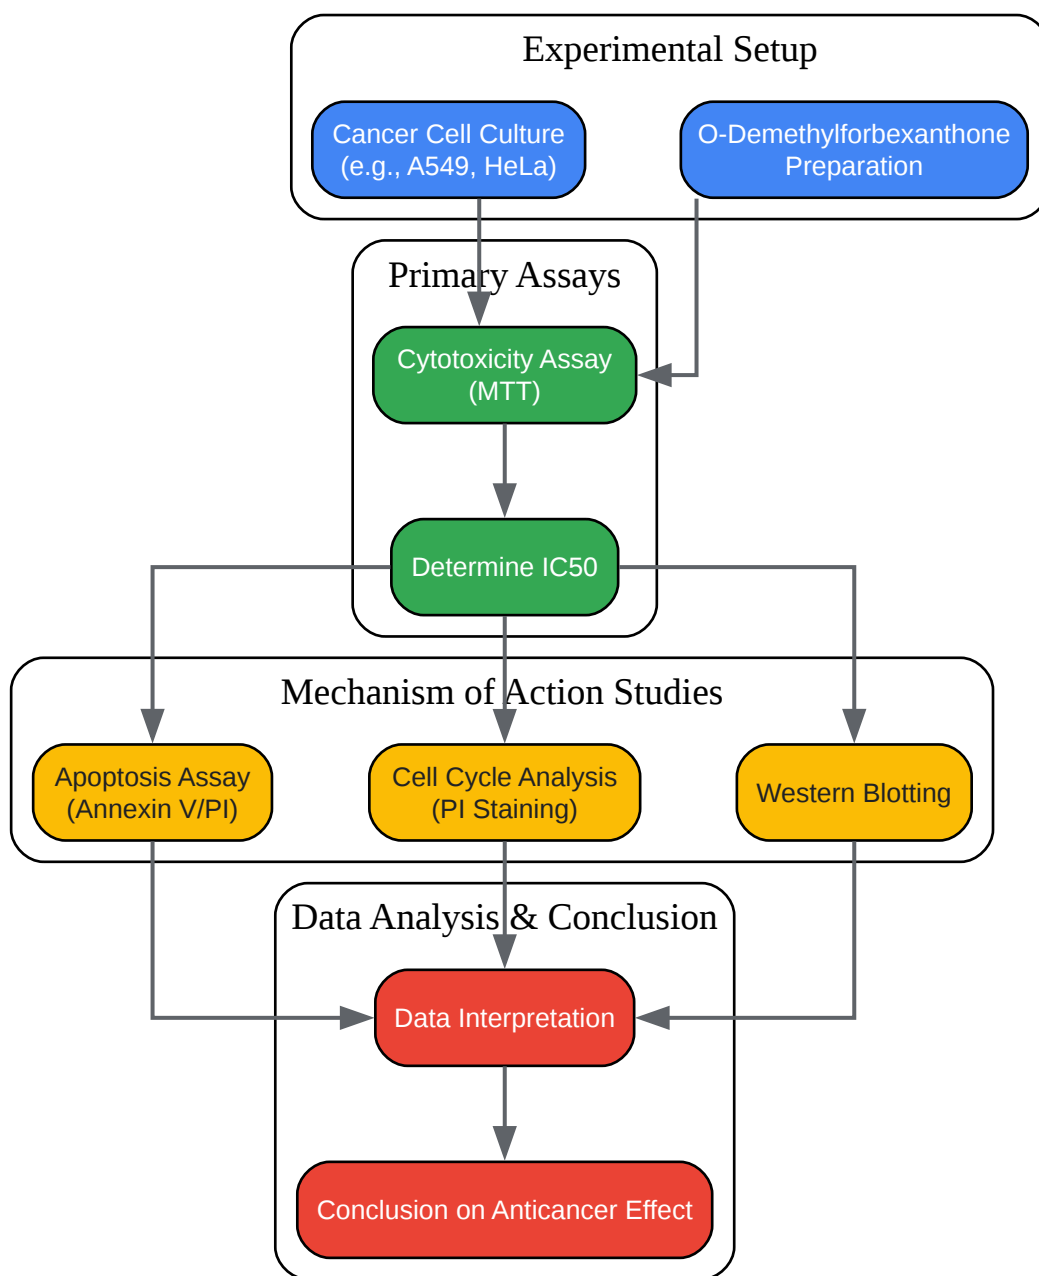 Experimental Setup
Cancer Cell Culture
(e.g., A549, HeLa)
O-Demethylforbexanthone
Preparation
Primary Assays
Cytotoxicity Assay
(MTT)
Determine IC50
Mechanism of Action Studies
Apoptosis Assay
(Annexin V/PI)
Cell Cycle Analysis
(PI Staining)
Western Blotting
Data Analysis & Conclusion
Data Interpretation
Conclusion on Anticancer Effect